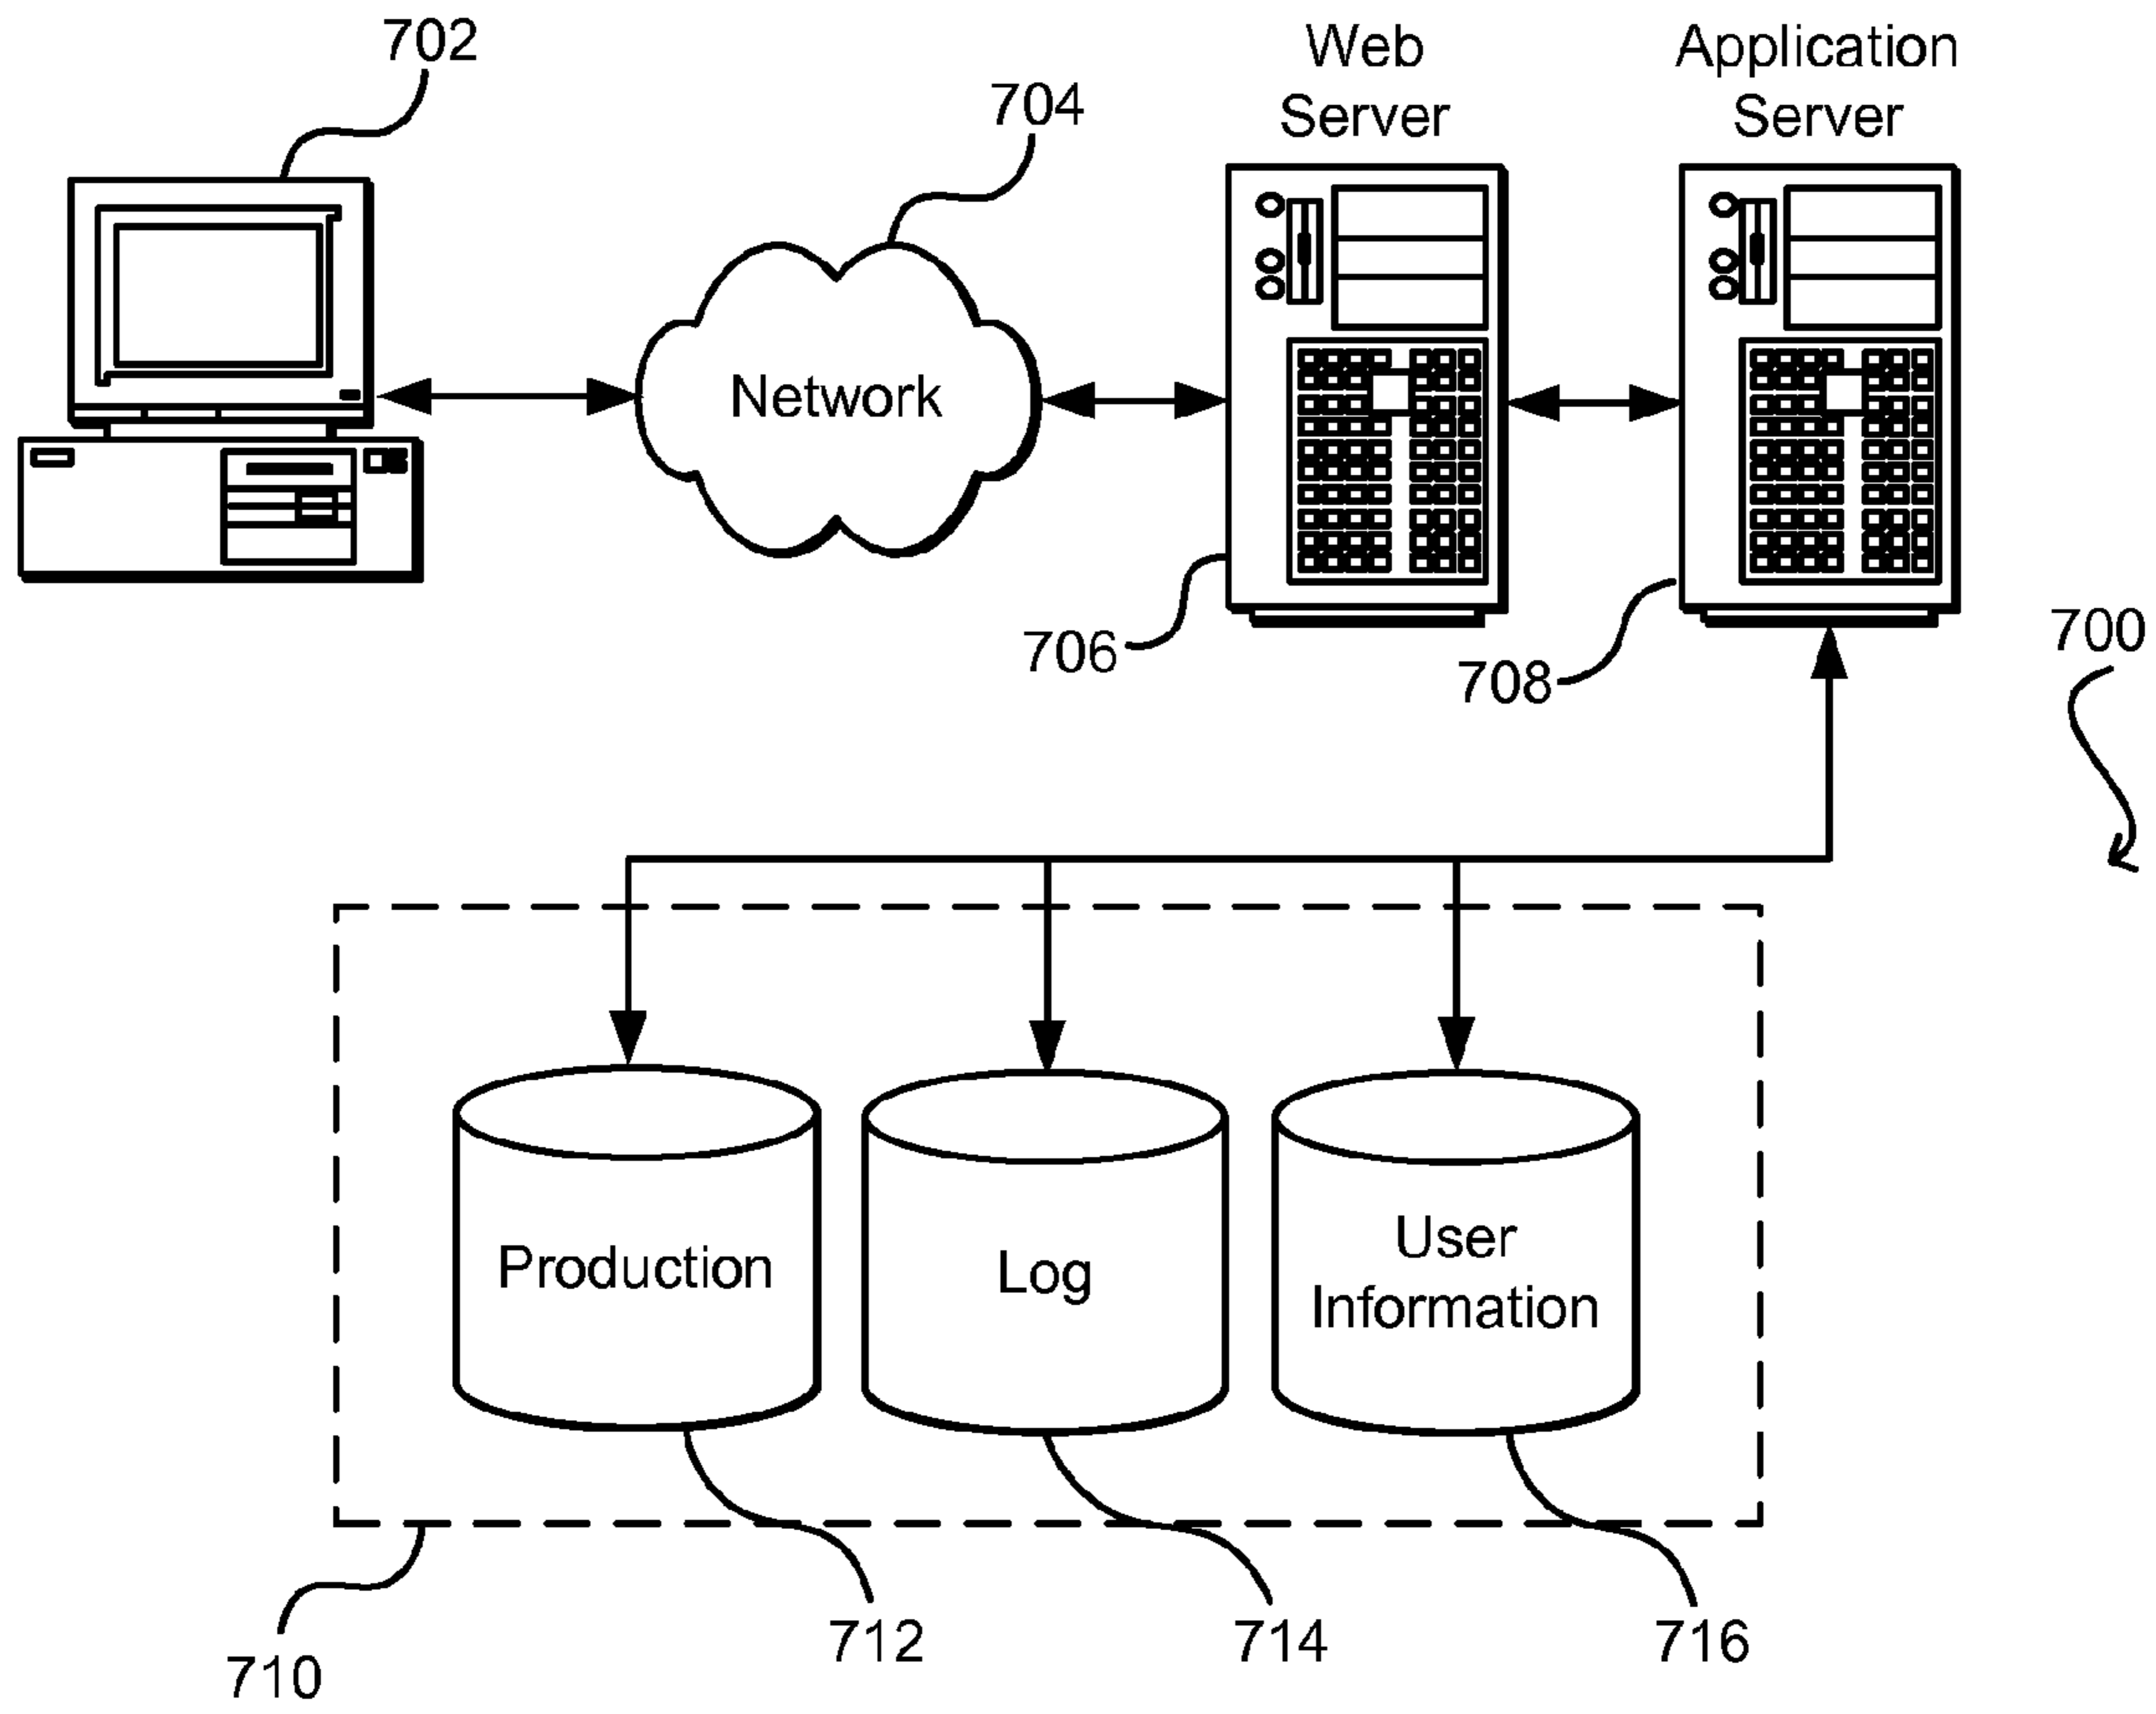 702
704
Web
Server
Application
Server
Network
706
708
700
Production
Log
User
Information
710
712
714
716